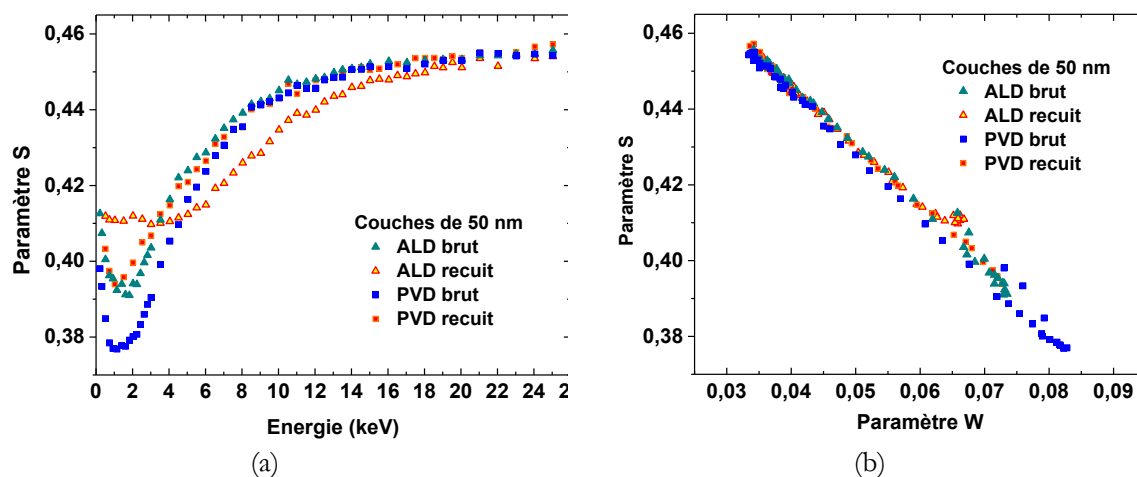 0,46
0,44
0,42
0,40
0,38
Paramètre S
0 2 4 6 8 10 12 14 16 18 20 22 24 2
Energie (keV)
Couches de 50 nm
ALD brut
ALD recuit
PVD brut
PVD recuit
(a)
0,46
0,44
0,42
0,40
0,38
Paramètre S
0,03 0,04 0,05 0,06 0,07 0,08 0,09
Paramètre W
Couches de 50 nm
ALD brut
ALD recuit
PVD brut
PVD recuit
(b)